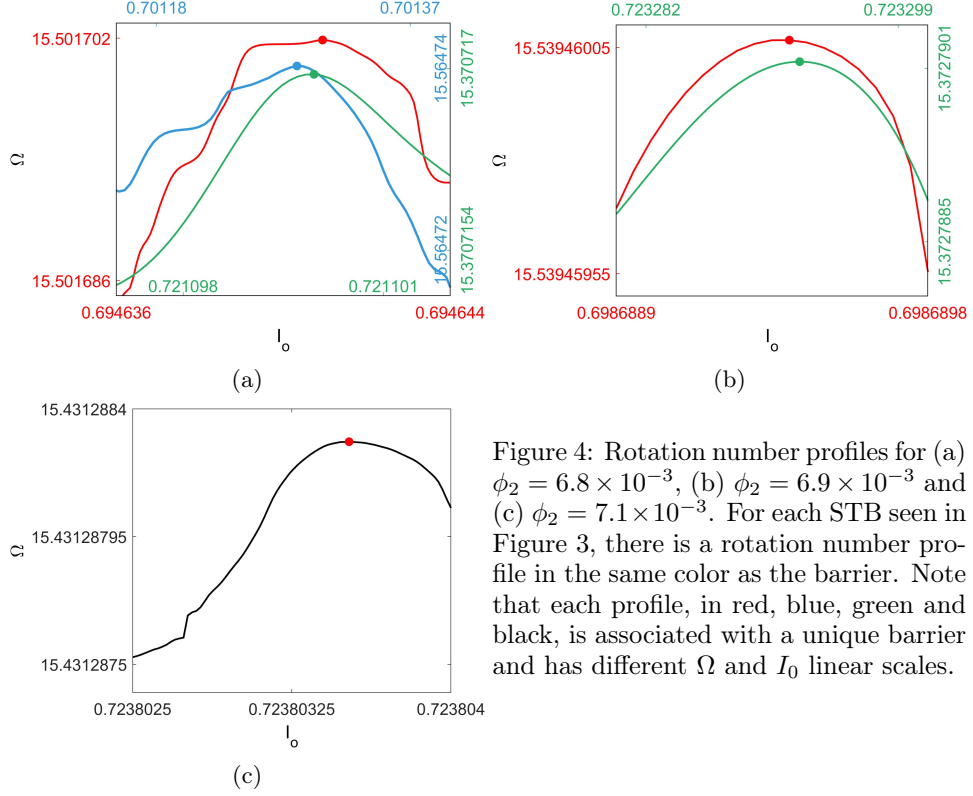 0.70118 0.70137
15.501702
15.56474
15.370717
Ω
15.56472
15.3707154
15.501686
0.721098 0.721101
0.694636 0.694644
I_o
(a)
0.723282 0.723299
15.53946005
15.3727901
Ω
15.3727885
15.53945955
0.6986889 0.6986898
I_o
(b)
15.4312884
Ω
15.43128795
15.4312875
0.7238025 0.72380325 0.723804
I_o
(c)
Figure 4: Rotation number profiles for (a)
ϕ₂ = 6.8 × 10⁻³, (b) ϕ₂ = 6.9 × 10⁻³ and
(c) ϕ₂ = 7.1×10⁻³. For each STB seen in
Figure 3, there is a rotation number pro-
file in the same color as the barrier. Note
that each profile, in red, blue, green and
black, is associated with a unique barrier
and has different Ω and I₀ linear scales.